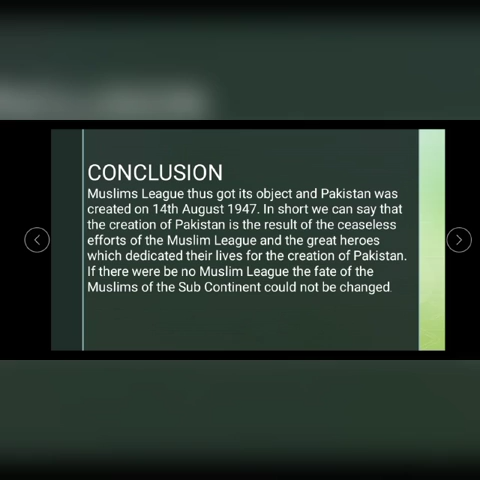 CONCLUSION
Muslims League thus got its object and Pakistan was
created on 14th August 1947. In short we can say that
the creation of Pakistan is the result of the ceaseless
efforts of the Muslim League and the great heroes
which dedicated their lives for the creation of Pakistan.
If there were be no Muslim League the fate of the
Muslims of the Sub Continent could not be changed.